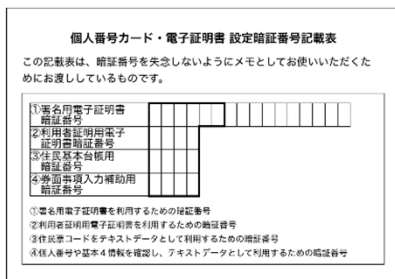 個人番号カード・電子証明書 設定暗証番号記載表
この記載表は、暗証番号を失念しないようにメモとしてお使いいただくた
めにお渡ししているものです。
①署名用電子証明書
暗証番号
②利用者証明用電子
証明書暗証番号
③住民基本台帳用
暗証番号
④券面事項入力補助用
暗証番号
①署名用電子証明書を利用するための暗証番号
②利用者証明用電子証明書を利用するための暗証番号
③住民票コードをテキストデータとして利用するための暗証番号
④個人番号や基本４情報を確認し、テキストデータとして利用するための暗証番号